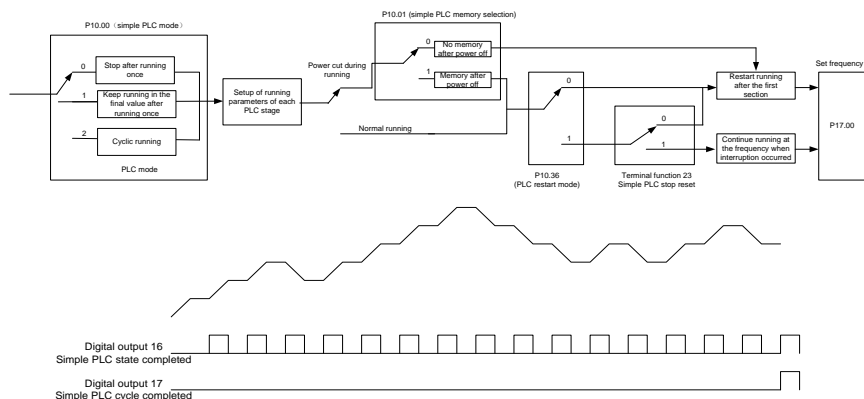 P10.00（simple PLC mode）
0
Stop after running
once
1
Keep running in the
final value after
running once
2
Cyclic running
PLC mode
Setup of running
parameters of each
PLC stage
Power cut during
running
P10.01 (simple PLC memory selection)
0
No memory
after power off
1
Memory after
power off
Normal running
0
1
P10.36
(PLC restart mode)
0
1
Terminal function 23
Simple PLC stop reset
Restart running
after the first
section
Continue running at
the frequency when
interruption occurred
Set frequency
P17.00
Digital output 16
Simple PLC state completed
Digital output 17
Simple PLC cycle completed